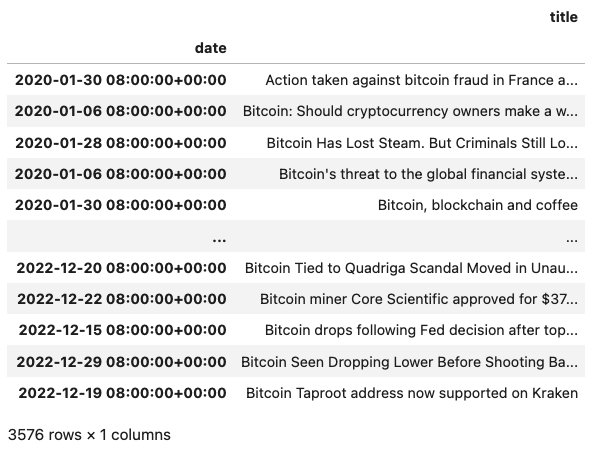 title
date
2020-01-30 08:00:00+00:00 Action taken against bitcoin fraud in France a...
2020-01-06 08:00:00+00:00 Bitcoin: Should cryptocurrency owners make a w...
2020-01-28 08:00:00+00:00 Bitcoin Has Lost Steam. But Criminals Still Lo...
2020-01-06 08:00:00+00:00 Bitcoin's threat to the global financial syste...
2020-01-30 08:00:00+00:00 Bitcoin, blockchain and coffee
... ...
2022-12-20 08:00:00+00:00 Bitcoin Tied to Quadriga Scandal Moved in Unau...
2022-12-22 08:00:00+00:00 Bitcoin miner Core Scientific approved for $37...
2022-12-15 08:00:00+00:00 Bitcoin drops following Fed decision after top...
2022-12-29 08:00:00+00:00 Bitcoin Seen Dropping Lower Before Shooting Ba...
2022-12-19 08:00:00+00:00 Bitcoin Taproot address now supported on Kraken
3576 rows × 1 columns